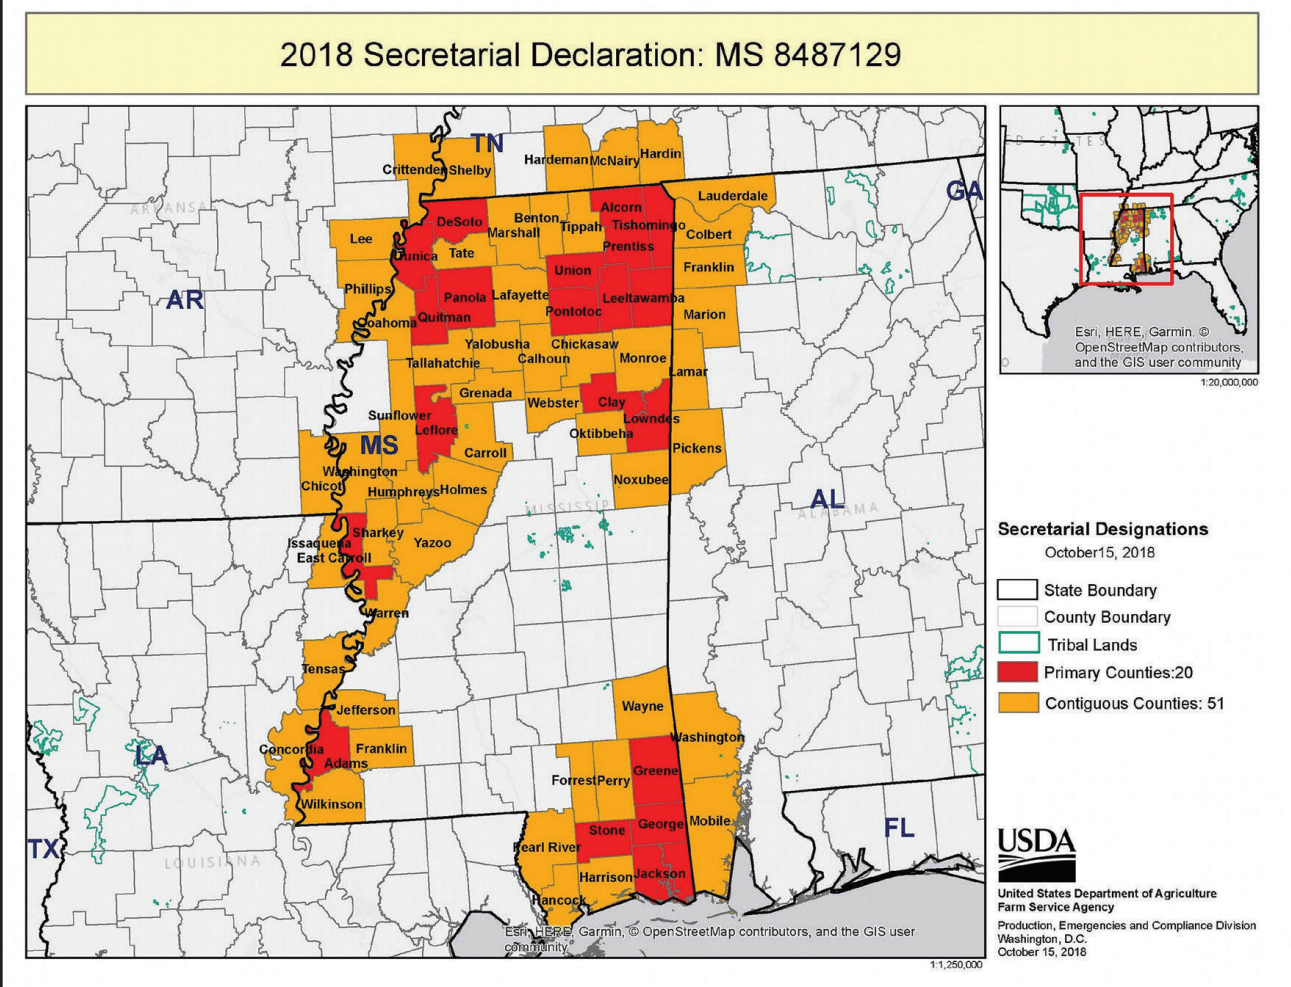 2018 Secretarial Declaration: MS 8487129
TN
Crittenden
Shelby
Hardeman
McNairy
Hardin
GA
ARKANSA
Lauderdale
DeSoto
Benton
Marshall
Tippah
Alcorn
Tishomingo
Prentiss
Colbert
Lee
Tunica
Tate
Union
Franklin
AR
Phillips
Panola
Lafayette
Lee
Itawamba
Coahoma
Quitman
Pontotoc
Marion
Yalobusha
Chickasaw
Tallahatchie
Calhoun
Monroe
Lamar
Grenada
Webster
Clay
Sunflower
Leflore
Lowndes
Oktibbeha
MS
Carroll
Pickens
Washington
Chicot
Humphreys
Holmes
Noxubee
AL
ALABAMA
MISSISSIP
Sharkey
Issaquena
East Carroll
Yazoo
Warren
Tensas
Jefferson
Wayne
Concordia
Franklin
Adams
Washington
LA
Forrest
Perry
Greene
Wilkinson
TX
LOUISIANA
Stone
George
Mobile
FL
Pearl River
Harrison
Jackson
Hancock
Esri, HERE, Garmin, © OpenStreetMap contributors, and the GIS user
community
1:1,250,000
ED STATES
Esri, HERE, Garmin. ©
OpenStreetMap contributors,
and the GIS user community
1:20,000,000
Secretarial Designations
October15, 2018
State Boundary
County Boundary
Tribal Lands
Primary Counties:20
Contiguous Counties: 51
USDA
United States Department of Agriculture
Farm Service Agency
Production, Emergencies and Compliance Division
Washington, D.C.
October 15, 2018